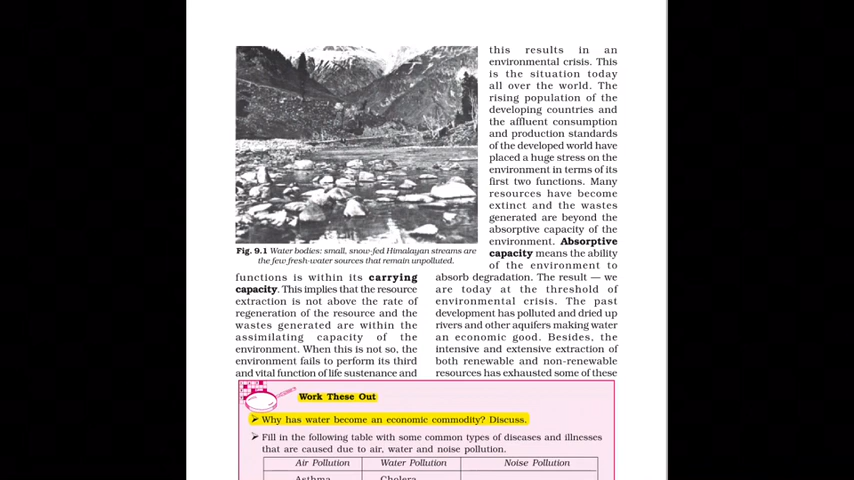 this results in an
environmental crisis. This
is the situation today
all over the world. The
rising population of the
developing countries and
the affluent consumption
and production standards
of the developed world have
placed a huge stress on the
environment in terms of its
first two functions. Many
resources have become
extinct and the wastes
generated are beyond the
absorptive capacity of the
environment. Absorptive
capacity means the ability
of the environment to
Fig. 9.1 Water bodies: small, snow-fed Himalayan streams are
the few fresh-water sources that remain unpolluted.
functions is within its carrying
capacity. This implies that the resource
extraction is not above the rate of
regeneration of the resource and the
wastes generated are within the
assimilating capacity of the
environment. When this is not so, the
environment fails to perform its third
and vital function of life sustenance and
absorb degradation. The result — we
are today at the threshold of
environmental crisis. The past
development has polluted and dried up
rivers and other aquifers making water
an economic good. Besides, the
intensive and extensive extraction of
both renewable and non-renewable
resources has exhausted some of these
Work These Out
➢ Why has water become an economic commodity? Discuss.
➢ Fill in the following table with some common types of diseases and illnesses
that are caused due to air, water and noise pollution.
Air Pollution Water Pollution Noise Pollution
Asthma Cholera